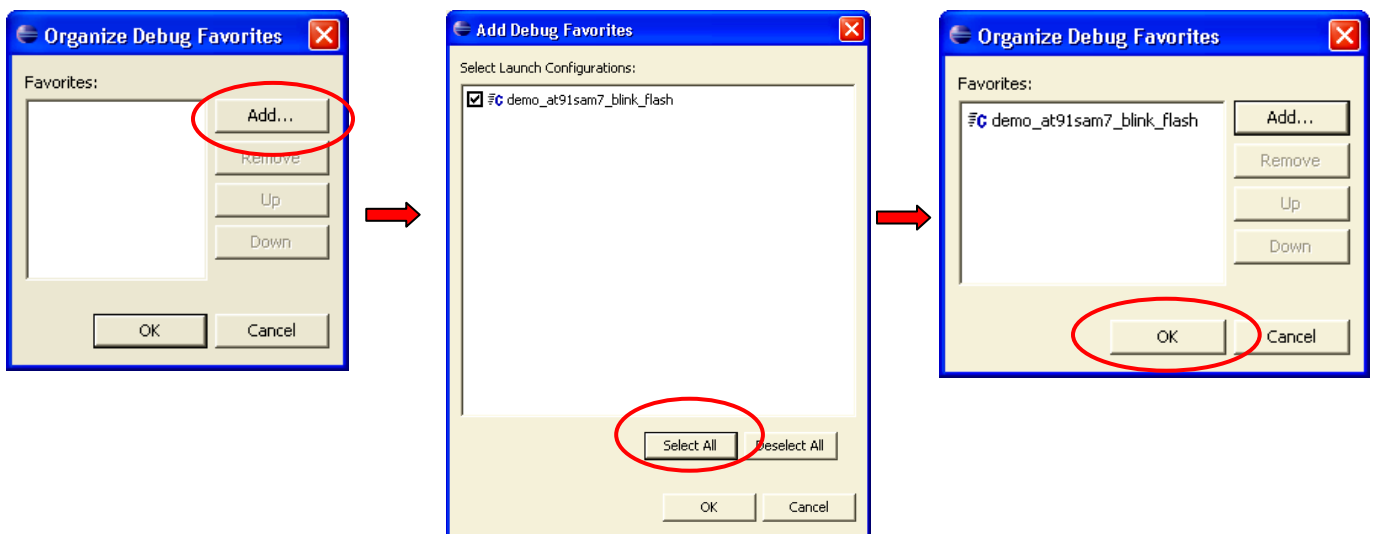 Organize Debug Favorites
Favorites:
Add...
Remove
Up
Down
OK
Cancel
Add Debug Favorites
Select Launch Configurations:
demo_at91sam7_blink_flash
Select All
Deselect All
OK
Cancel
Organize Debug Favorites
Favorites:
demo_at91sam7_blink_flash
Add...
Remove
Up
Down
OK
Cancel